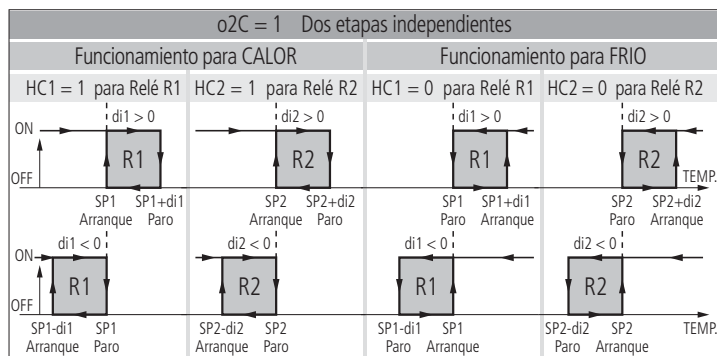 o2C = 1 Dos etapas independientes
Funcionamiento para CALOR Funcionamiento para FRIO
HC1 = 1 para Relé R1 HC2 = 1 para Relé R2 HC1 = 0 para Relé R1 HC2 = 0 para Relé R2
di1 > 0 di2 > 0 di1 > 0 di2 > 0
ON
R1 R2 R1 R2
OFF TEMP.
SP1 SP1+di1 SP2 SP2+di2 SP1 SP1+di1 SP2 SP2+di2
Arranque Paro Arranque Paro Paro Arranque Paro Arranque
di1 < 0 di2 < 0 di1 < 0 di2 < 0
ON
R1 R2 R1 R2
OFF TEMP.
SP1-di1 SP1 SP2-di2 SP2 SP1-di1 SP1 SP2-di2 SP2
Arranque Paro Arranque Paro Paro Arranque Paro Arranque